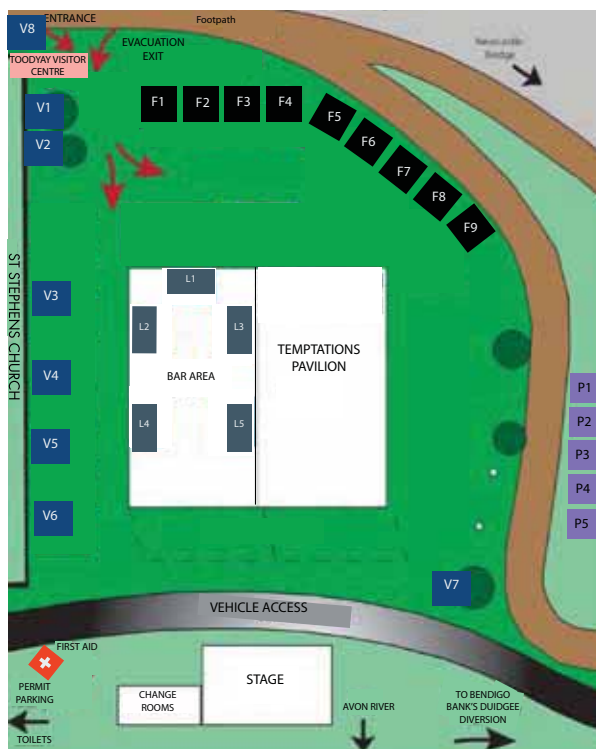 ENTRANCE
Footpath
V8
EVACUATION
EXIT
Newcastle
Bridge
TOODYAY VISITOR
CENTRE
V1
F1
F2
F3
F4
F5
F6
F7
F8
F9
V2
ST STEPHENS CHURCH
V3
V4
V5
V6
L1
L2
L3
BAR AREA
L4
L5
TEMPTATIONS
PAVILION
P1
P2
P3
P4
P5
V7
VEHICLE ACCESS
FIRST AID
PERMIT
PARKING
TOILETS
CHANGE
ROOMS
STAGE
AVON RIVER
TO BENDIGO
BANK'S DUIDGEE
DIVERSION